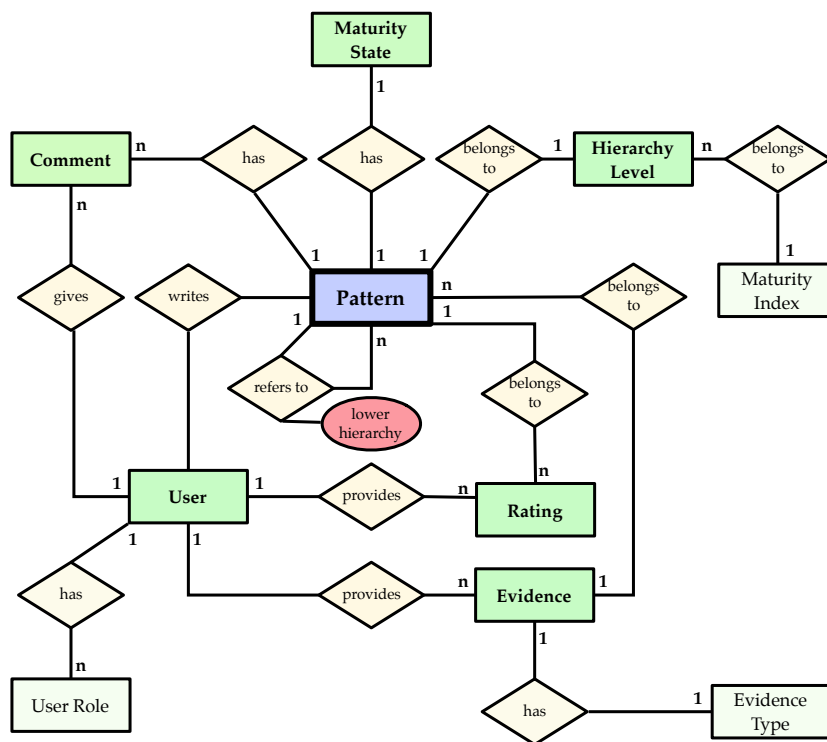 Maturity
State
1
Comment
n
has
has
belongs
to
1
Hierarchy
Level
n
belongs
to
n
1
1
1
1
gives
writes
Pattern
n
belongs
to
Maturity
Index
1
n
1
refers to
belongs
to
lower
hierarchy
1
User
1
provides
n
n
Rating
1
1
has
provides
n
Evidence
1
n
1
User Role
has
1
Evidence
Type